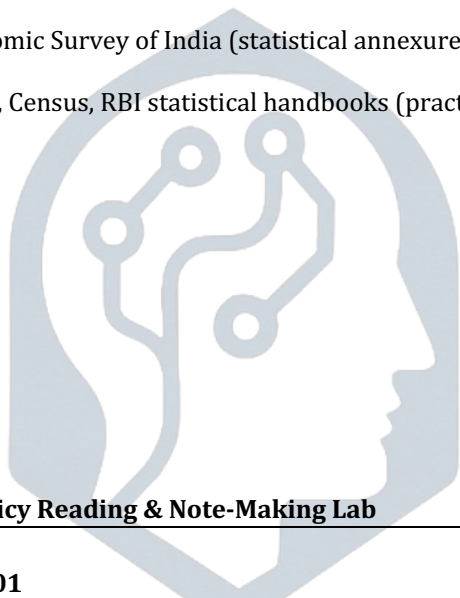 omic Survey of India (statistical annexure
, Census, RBI statistical handbooks (pract
icy Reading & Note-Making Lab
01